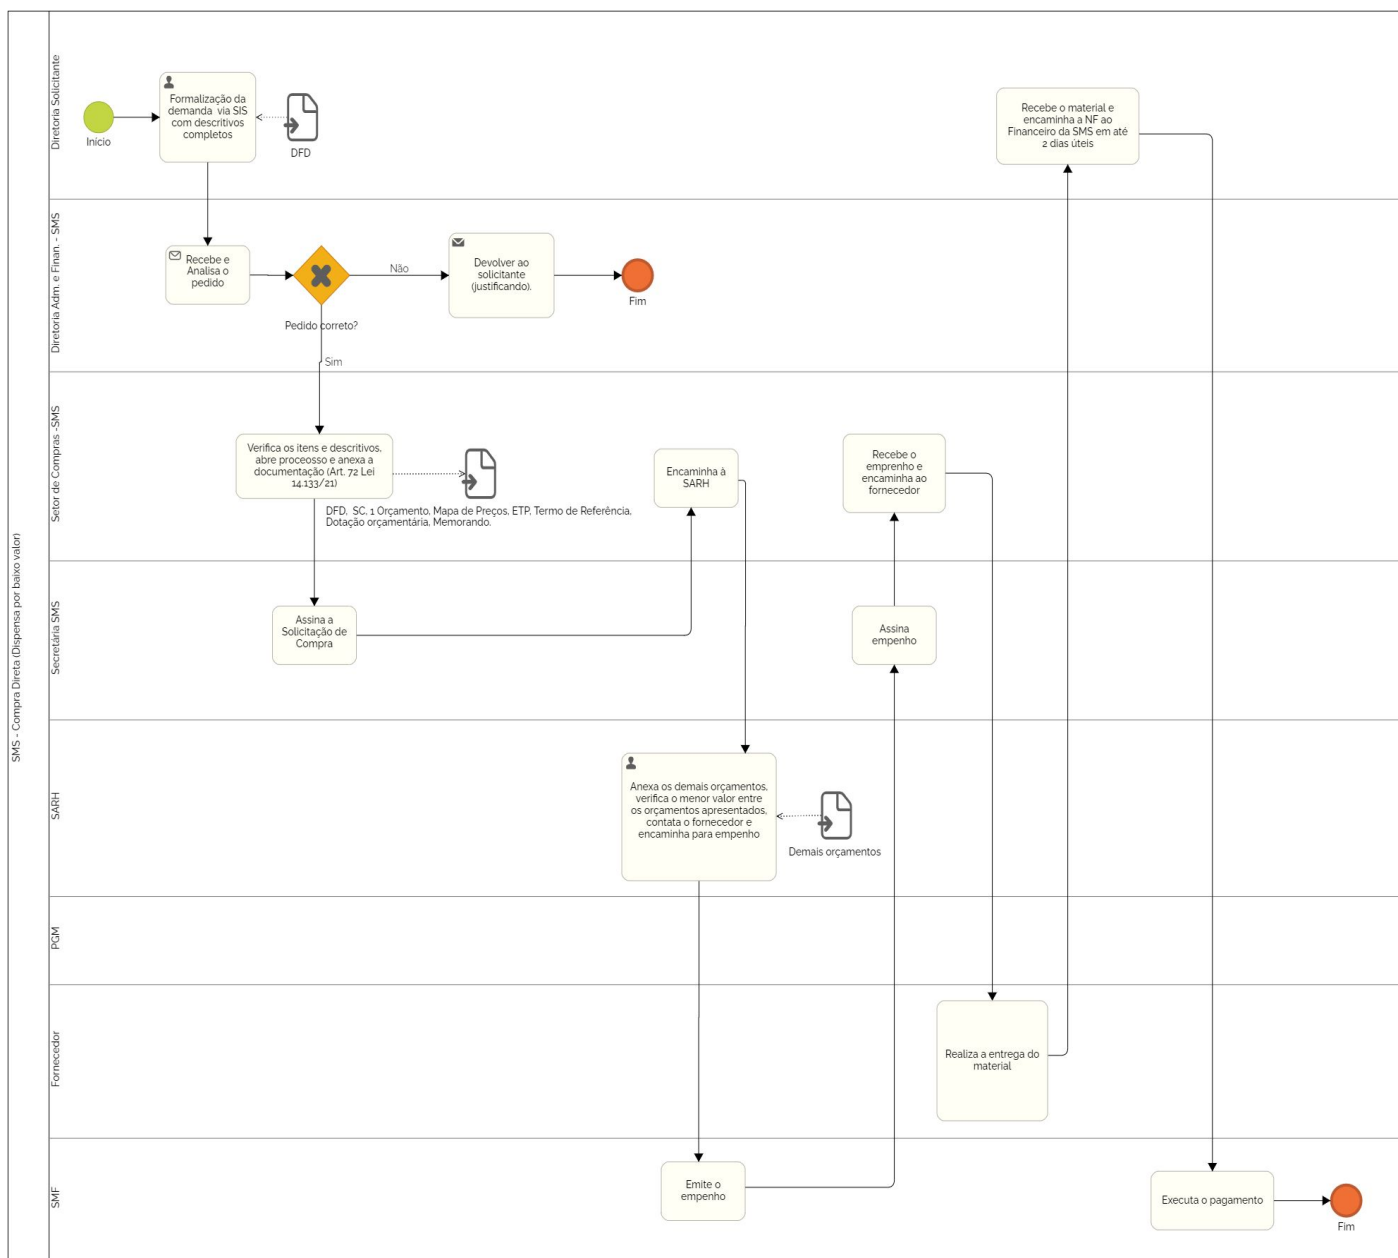 SMS - Compra Direta (Dispensa por baixo valor)
Diretoria Solicitante
Início
Formalização da
demanda via SIS
com descritivos
completos
DFD
Recebe o material e
encaminha a NF ao
Financeiro da SMS em até
2 dias úteis
Diretoria Adm. e Finan. - SMS
Recebe e
Analisa o
pedido
Pedido correto?
Não
Sim
Devolver ao
solicitante
(justificando).
Fim
Setor de Compras -SMS
Verifica os itens e descritivos,
abre proceosso e anexa a
documentação (Art. 72 Lei
14.133/21)
DFD, SC, 1 Orçamento, Mapa de Preços, ETP, Termo de Referência,
Dotação orçamentária, Memorando.
Encaminha à
SARH
Recebe o
emprenho e
encaminha ao
fornecedor
Secretária SMS
Assina a
Solicitação de
Compra
Assina
empenho
SARH
Anexa os demais orçamentos,
verifica o menor valor entre
os orçamentos apresentados,
contata o fornecedor e
encaminha para empenho
Demais orçamentos
PGM
Fornecedor
Realiza a entrega do
material
SMF
Emite o
empenho
Executa o pagamento
Fim